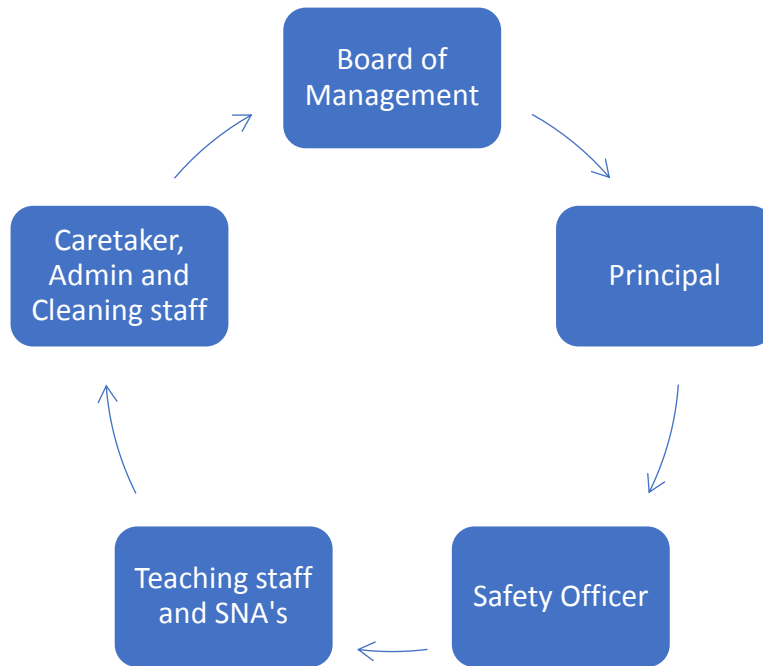 Board of
Management
Principal
Safety Officer
Teaching staff
and SNA's
Caretaker,
Admin and
Cleaning staff